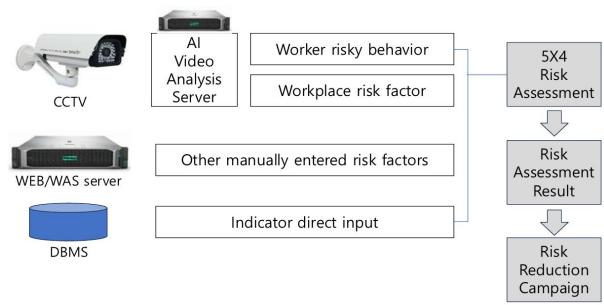 CCTV
AI
Video
Analysis
Server
Worker risky behavior
Workplace risk factor
5X4
Risk
Assessment
WEB/WAS server
Other manually entered risk factors
Risk
Assessment
Result
DBMS
Indicator direct input
Risk
Reduction
Campaign